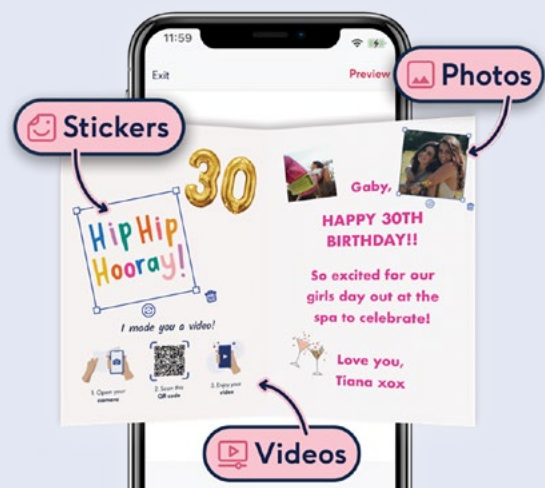 11:59
Exit
Preview
Photos
Stickers
30
Hip Hip
Hooray!
I made you a video!
1. Open your
camera
2. Scan this
QR code
3. Enjoy your
video
Gaby,
HAPPY 30TH
BIRTHDAY!!
So excited for our
girls day out at the
spa to celebrate!
Love you,
Tiana xox
Videos